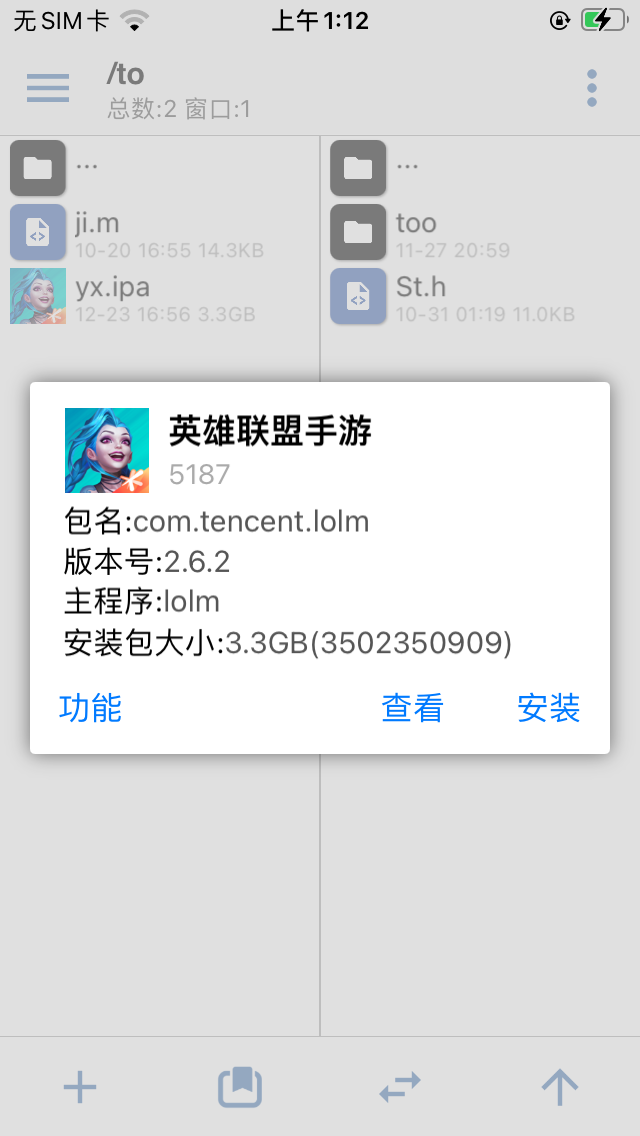 无SIM卡 上午1:12
/to
总数:2 窗口:1
...
ji.m
10-20 16:55 14.3KB
yx.ipa
12-23 16:56 3.3GB
...
too
11-27 20:59
St.h
10-31 01:19 11.0KB
英雄联盟手游
5187
包名:com.tencent.lolm
版本号:2.6.2
主程序:lolm
安装包大小:3.3GB(3502350909)
功能 查看 安装